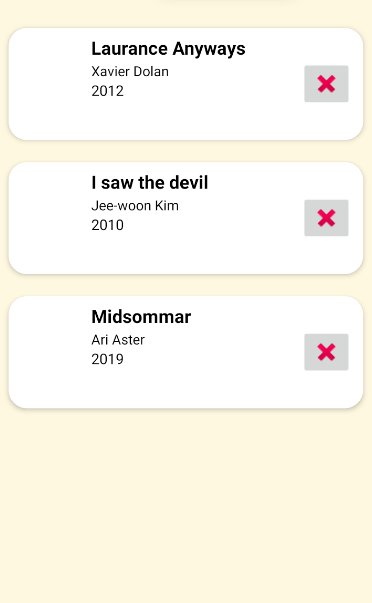 Laurance Anyways
Xavier Dolan
2012
I saw the devil
Jee-woon Kim
2010
Midsommar
Ari Aster
2019